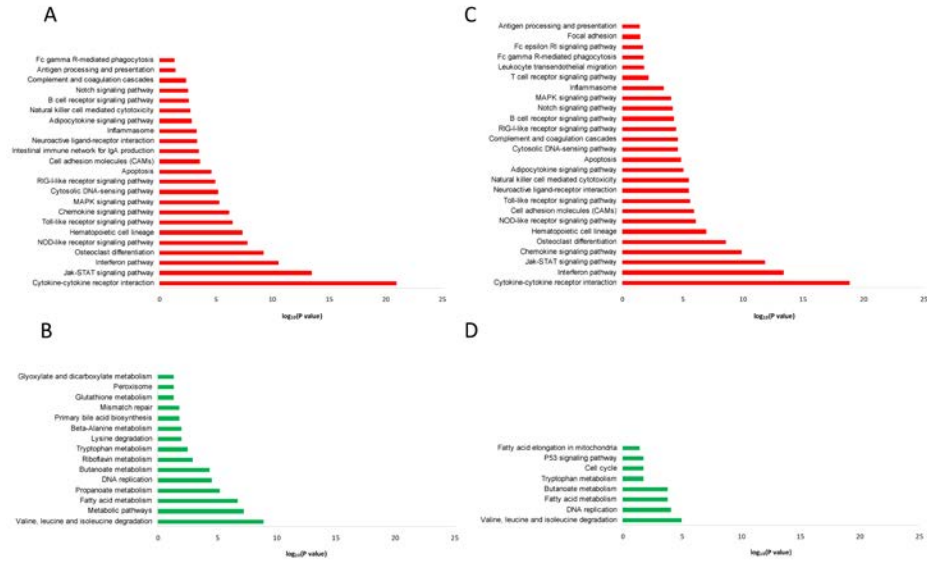 A
Fc gamma R-mediated phagocytosis
Antigen processing and presentation
Complement and coagulation cascades
Notch signaling pathway
B cell receptor signaling pathway
Natural killer cell mediated cytotoxicity
Adipocytokine signaling pathway
Inflammasome
Neuroactive ligand-receptor interaction
Intestinal immune network for IgA production
Cell adhesion molecules (CAMs)
Apoptosis
RIG-I-like receptor signaling pathway
Cytosolic DNA-sensing pathway
MAPK signaling pathway
Chemokine signaling pathway
Toll-like receptor signaling pathway
Hematopoietic cell lineage
NOD-like receptor signaling pathway
Osteoclast differentiation
Interferon pathway
Jak-STAT signaling pathway
Cytokine-cytokine receptor interaction
0 5 10 15 20 25
log₁₀(P value)
C
Antigen processing and presentation
Focal adhesion
Fc epsilon RI signaling pathway
Fc gamma R-mediated phagocytosis
Leukocyte transendothelial migration
T cell receptor signaling pathway
Inflammasome
MAPK signaling pathway
Notch signaling pathway
B cell receptor signaling pathway
RIG-I-like receptor signaling pathway
Complement and coagulation cascades
Cytosolic DNA-sensing pathway
Apoptosis
Adipocytokine signaling pathway
Natural killer cell mediated cytotoxicity
Neuroactive ligand-receptor interaction
Toll-like receptor signaling pathway
Cell adhesion molecules (CAMs)
NOD-like receptor signaling pathway
Hematopoietic cell lineage
Osteoclast differentiation
Chemokine signaling pathway
Jak-STAT signaling pathway
Interferon pathway
Cytokine-cytokine receptor interaction
0 5 10 15 20 25
log₁₀(P value)
B
Glyoxylate and dicarboxylate metabolism
Peroxisome
Glutathione metabolism
Mismatch repair
Primary bile acid biosynthesis
Beta-Alanine metabolism
Lysine degradation
Tryptophan metabolism
Riboflavin metabolism
Butanoate metabolism
DNA replication
Propanoate metabolism
Fatty acid metabolism
Metabolic pathways
Valine, leucine and isoleucine degradation
0 5 10 15 20 25
log₁₀(P value)
D
Fatty acid elongation in mitochondria
P53 signaling pathway
Cell cycle
Tryptophan metabolism
Butanoate metabolism
Fatty acid metabolism
DNA replication
Valine, leucine and isoleucine degradation
0 5 10 15 20 25
log₁₀(P value)